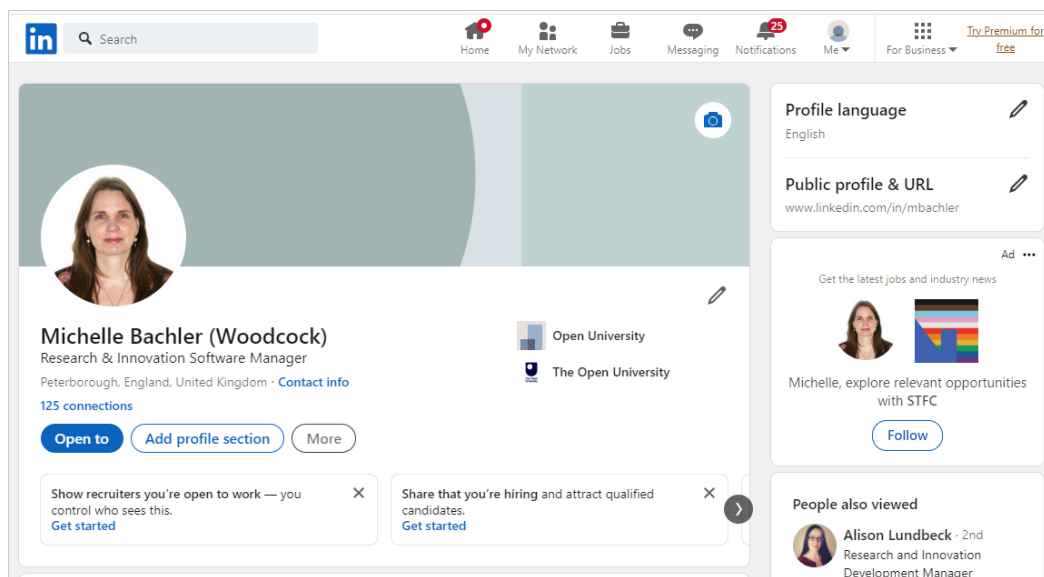 in
Search
Home
My Network
Jobs
Messaging
25
Notifications
Me
For Business
Try Premium for
free
Michelle Bachler (Woodcock)
Research & Innovation Software Manager
Peterborough, England, United Kingdom · Contact info
125 connections
Open University
The Open University
Open to
Add profile section
More
Show recruiters you're open to work — you
control who sees this.
Get started
Share that you're hiring and attract qualified
candidates.
Get started
Profile language
English
Public profile & URL
www.linkedin.com/in/mbachler
Ad
Get the latest jobs and industry news
Michelle, explore relevant opportunities
with STFC
Follow
People also viewed
Alison Lundbeck · 2nd
Research and Innovation
Development Manager